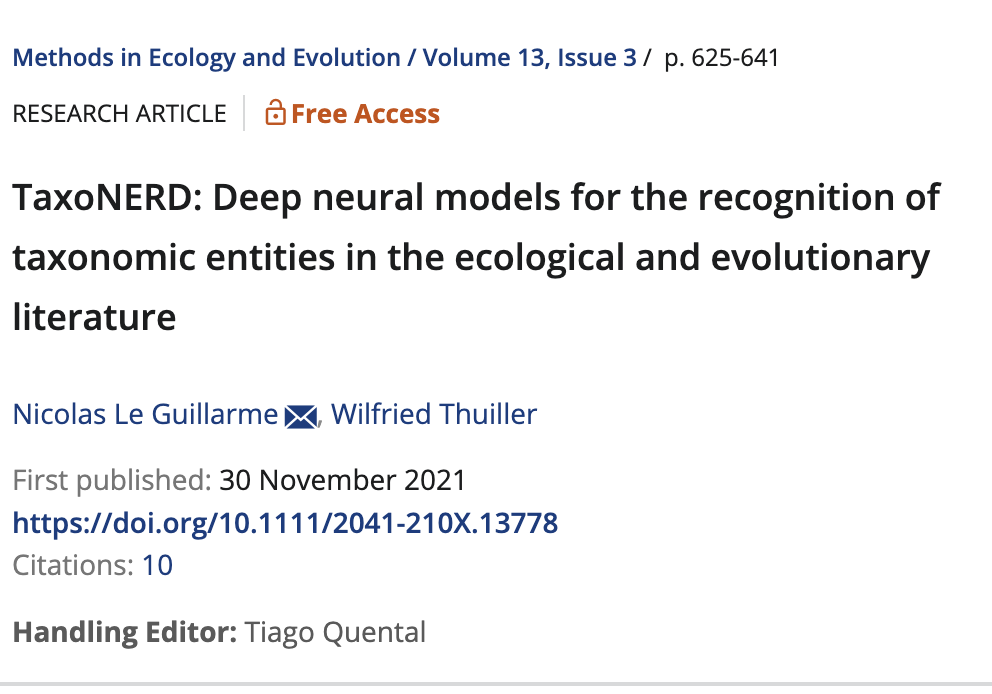 Methods in Ecology and Evolution / Volume 13, Issue 3 / p. 625-641
RESEARCH ARTICLE Free Access
TaxoNERD: Deep neural models for the recognition of
taxonomic entities in the ecological and evolutionary
literature
Nicolas Le Guillarme, Wilfried Thuiller
First published: 30 November 2021
https://doi.org/10.1111/2041-210X.13778
Citations: 10
Handling Editor: Tiago Quental